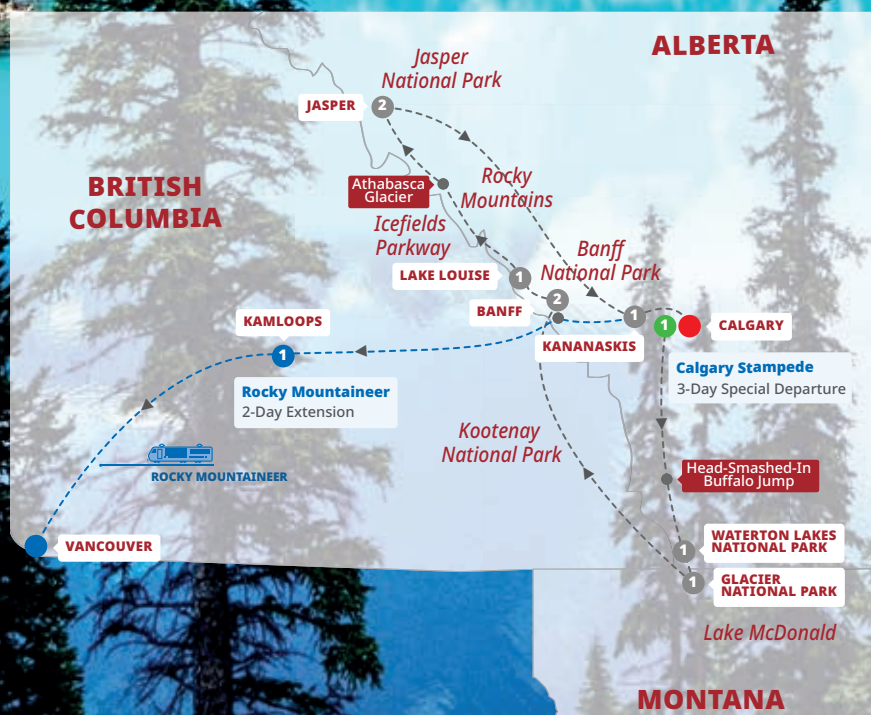 ALBERTA
Jasper
National Park
JASPER
2
BRITISH
COLUMBIA
Athabasca
Glacier
Rocky
Mountains
Icefields
Parkway
Banff
National Park
LAKE LOUISE
1
2
BANFF
KAMLOOPS
1
1
CALGARY
KANANASKIS
1
Calgary Stampede
3-Day Special Departure
Rocky Mountaineer
2-Day Extension
Kootenay
National Park
ROCKY MOUNTAINEER
Head-Smashed-In
Buffalo Jump
VANCOUVER
1
WATERTON LAKES
NATIONAL PARK
1
GLACIER
NATIONAL PARK
Lake McDonald
MONTANA